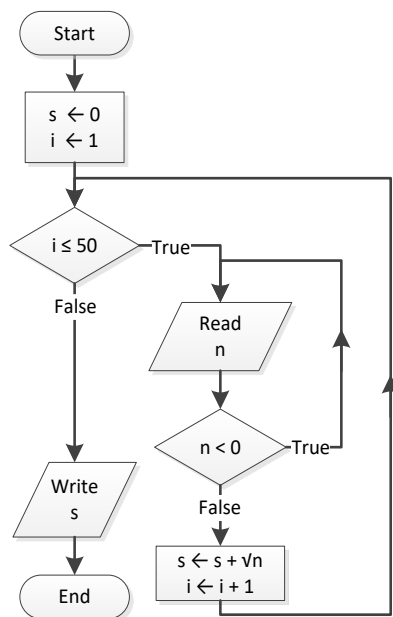 Start
s ← 0
i ← 1
i ≤ 50
True
False
Read
n
n < 0
True
False
Write
s
s ← s + √n
i ← i + 1
End